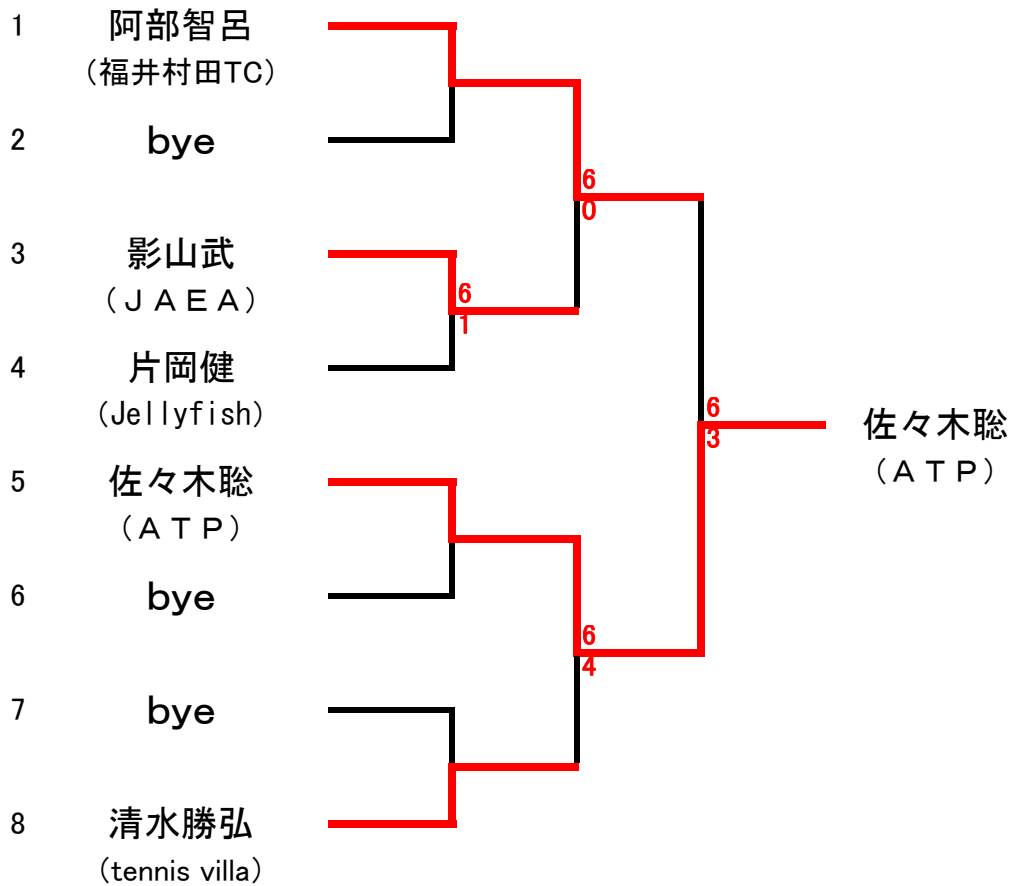 1 阿部智呂
（福井村田TC）
2 bye
3 影山武
（ＪＡＥＡ）
4 片岡健
（Jellyfish）
5 佐々木聡
（ＡＴＰ）
6 bye
7 bye
8 清水勝弘
（tennis villa）
6
1
6
0
6
4
6
3
佐々木聡
（ＡＴＰ）